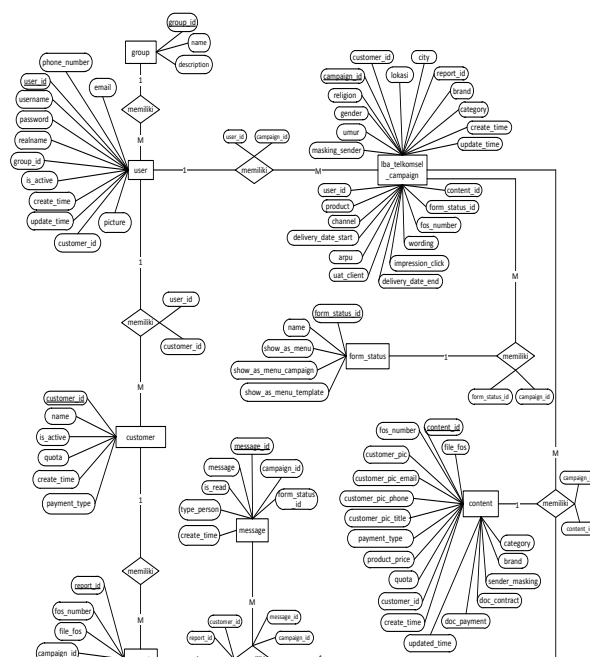 group_id
name
description
group
1
memiliki
M
phone_number
email
user_id
username
password
realname
group_id
is_active
create_time
update_time
customer_id
picture
user
1
user_id
campaign_id
memiliki
M
customer_id
city
campaign_id
lokasi
report_id
religion
brand
gender
category
umur
create_time
masking_sender
update_time
lba_telkomsel
_campaign
user_id
content_id
product
form_status_id
channel
fos_number
delivery_date_start
wording
arpu
impression_click
uat_client
delivery_date_end
1
user_id
memiliki
customer_id
M
form_status_id
name
show_as_menu
show_as_menu_campaign
show_as_menu_template
form_status
1
M
memiliki
form_status_id
campaign_id
customer_id
name
is_active
quota
create_time
payment_type
customer
1
memiliki
M
message_id
message
campaign_id
is_read
form_status
_id
type_person
create_time
message
M
fos_number
content_id
file_fos
customer_pic
customer_pic_email
customer_pic_phone
customer_pic_title
payment_type
product_price
quota
customer_id
create_time
updated_time
doc_payment
doc_contract
sender_masking
brand
category
content
1
M
memiliki
report_id
fos_number
file_fos
campaign_id
customer_id
message_id
report_id
campaign_id